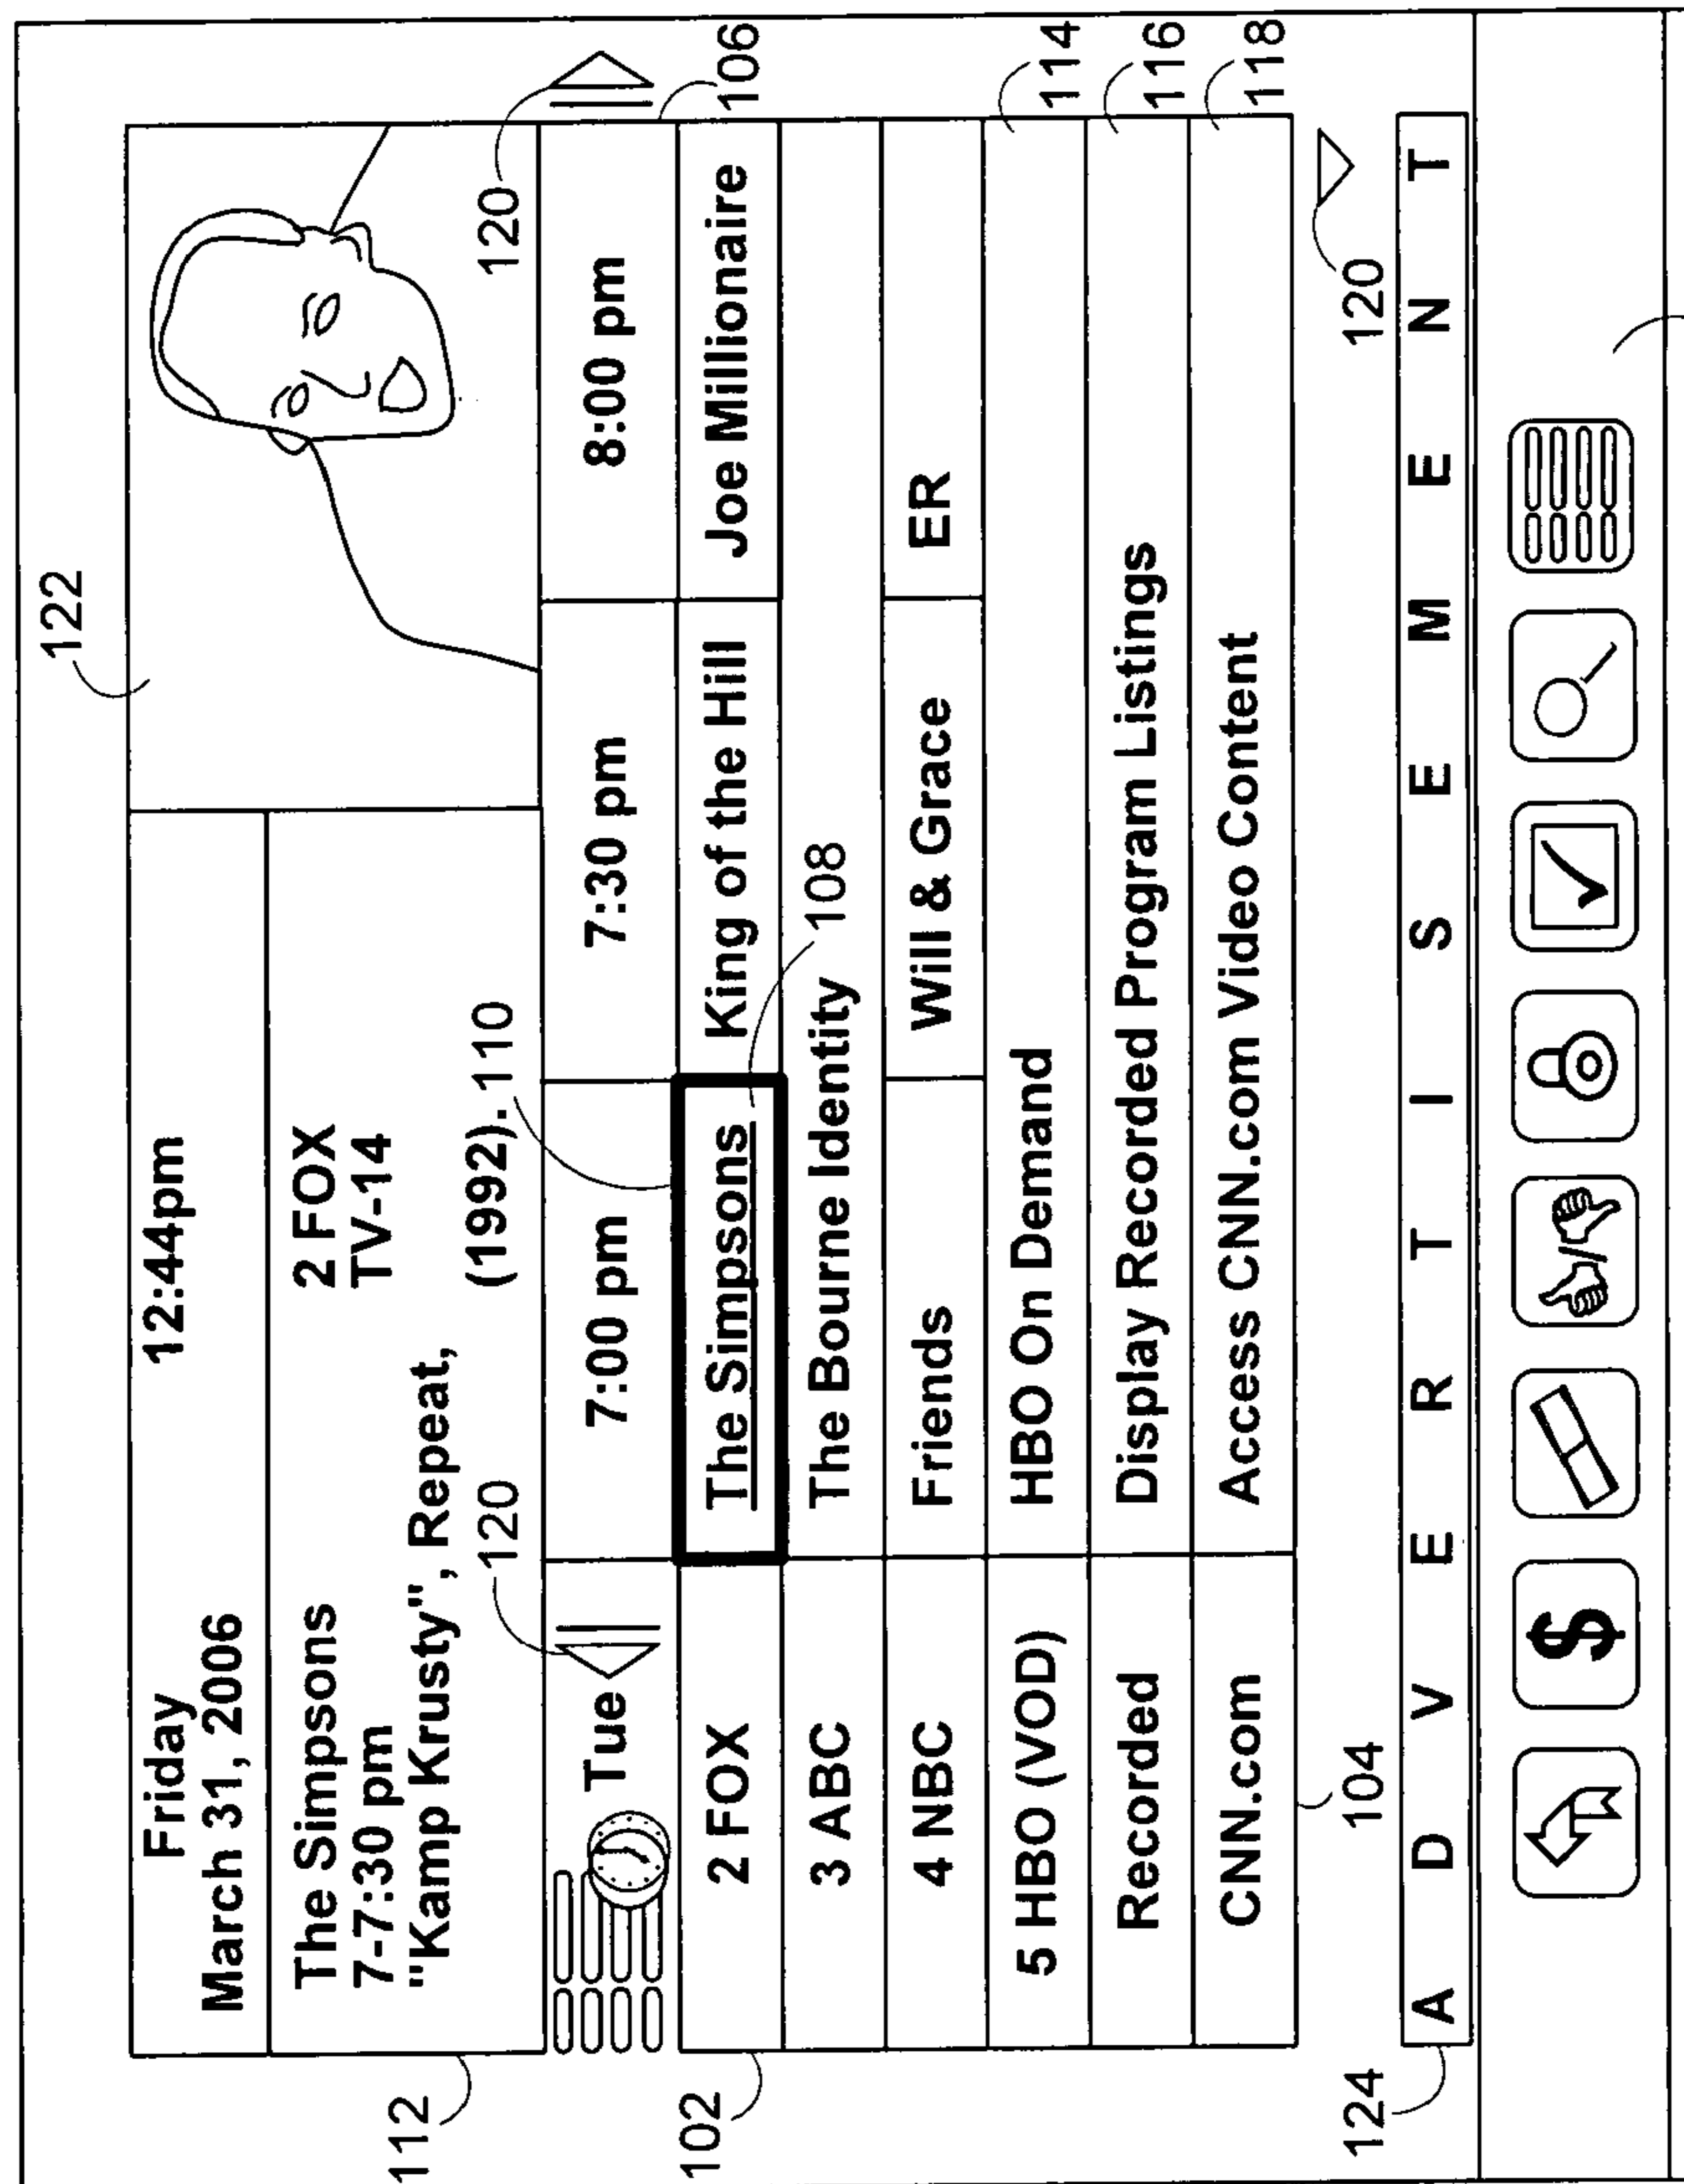 122
Friday 12:44pm
March 31, 2006
The Simpsons 2 FOX
7-7:30 pm TV-14
"Kamp Krusty", Repeat, (1992).
112
120
110
120
Tue 7:00 pm 7:30 pm 8:00 pm
106
102
2 FOX The Simpsons King of the Hill Joe Millionaire
108
3 ABC The Bourne Identity
4 NBC Friends Will & Grace ER
5 HBO (VOD) HBO On Demand
114
Recorded Display Recorded Program Listings
116
CNN.com Access CNN.com Video Content
118
104
120
124
A D V E R T I S E M E N T
$